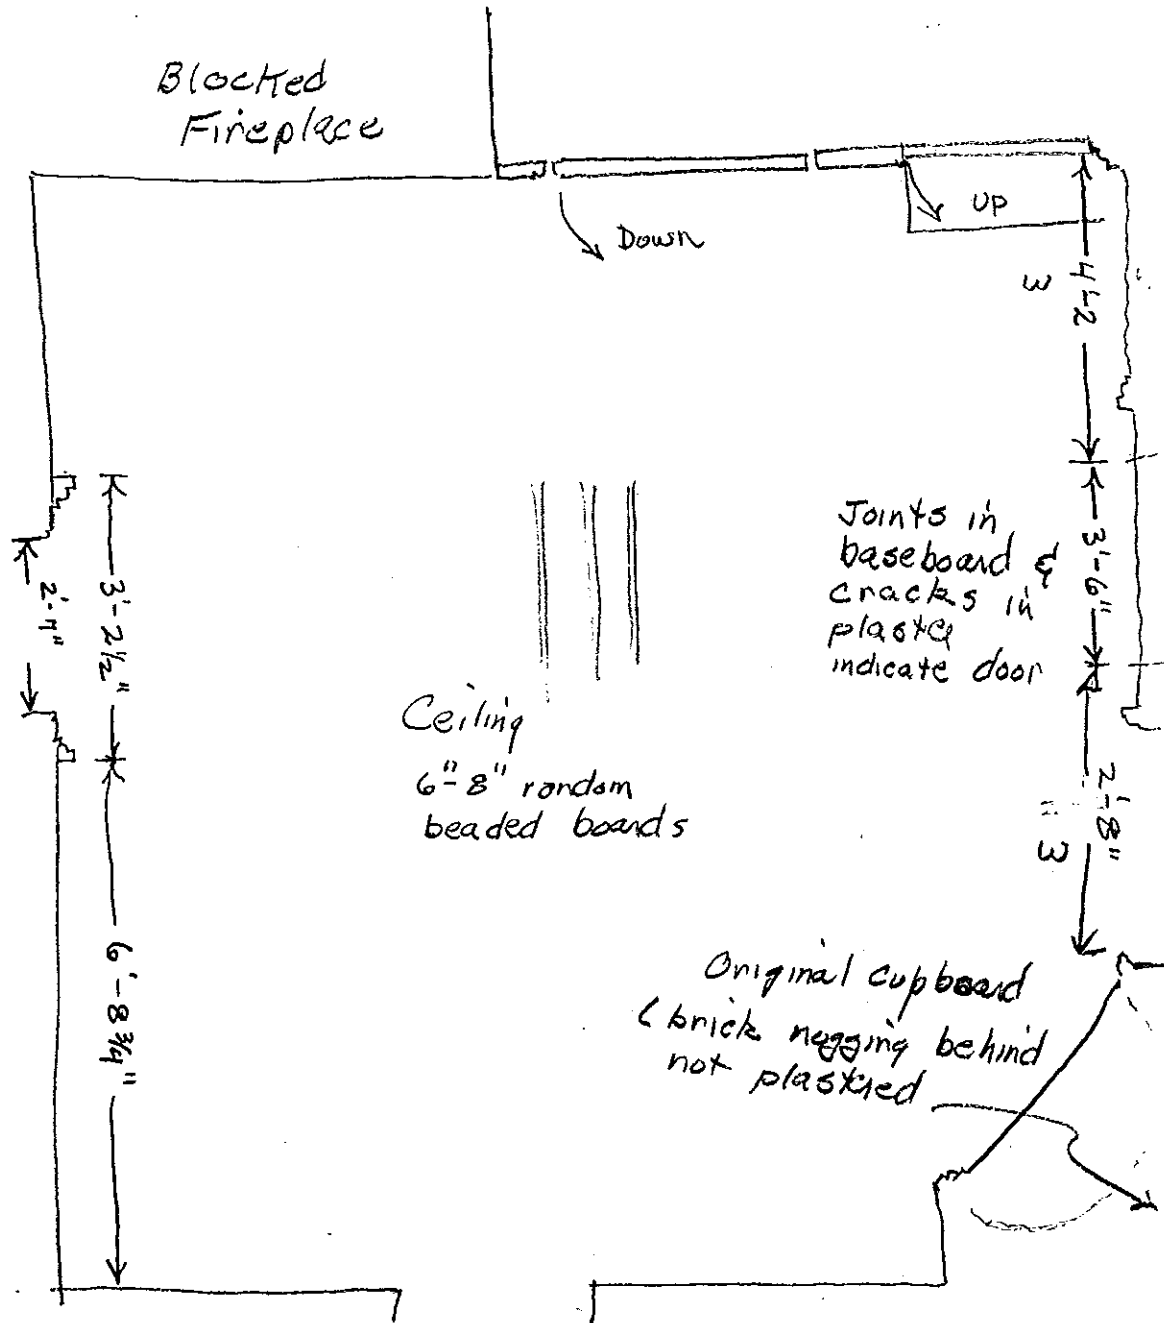 Blocked
Fireplace
Down
UP
4'-2
3
Joints in
baseboard &
cracks in
plaster
indicate door
3'-6"
3'-2½"
2'-7"
Ceiling
6"-8" random
beaded boards
2'-8"
3
6'-8¾"
Original cupboard
(brick nogging behind
not plastered